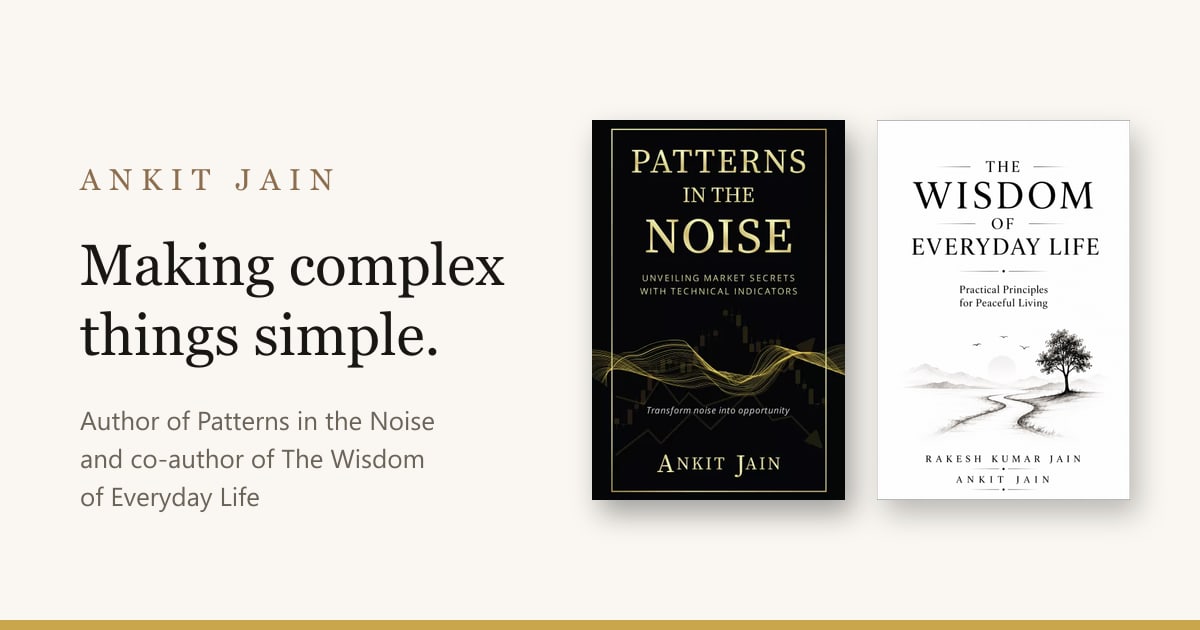 ANKIT JAIN
Making complex
things simple.
Author of Patterns in the Noise
and co-author of The Wisdom
of Everyday Life
PATTERNS
IN THE
NOISE
UNVEILING MARKET SECRETS
WITH TECHNICAL INDICATORS
Transform noise into opportunity
ANKIT JAIN
THE
WISDOM
OF
EVERYDAY LIFE
Practical Principles
for Peaceful Living
RAKESH KUMAR JAIN
ANKIT JAIN